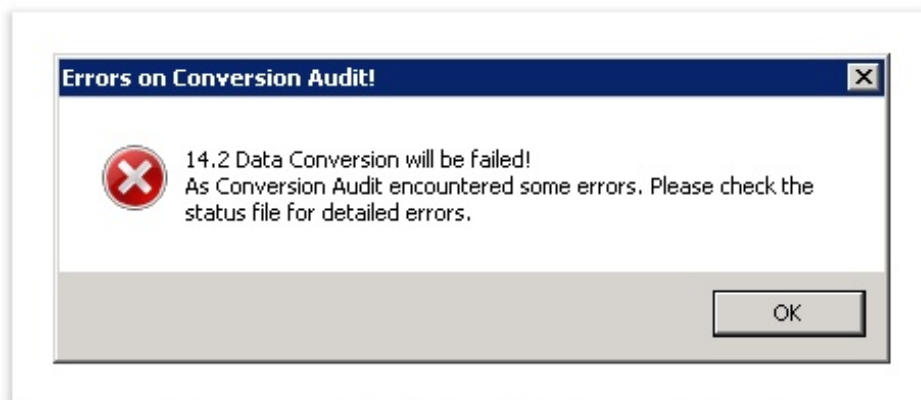 Errors on Conversion Audit!
14.2 Data Conversion will be failed!
As Conversion Audit encountered some errors. Please check the
status file for detailed errors.
OK